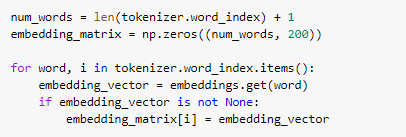 num_words = len(tokenizer.word_index) + 1
embedding_matrix = np.zeros((num_words, 200))

for word, i in tokenizer.word_index.items():
    embedding_vector = embeddings.get(word)
    if embedding_vector is not None:
        embedding_matrix[i] = embedding_vector